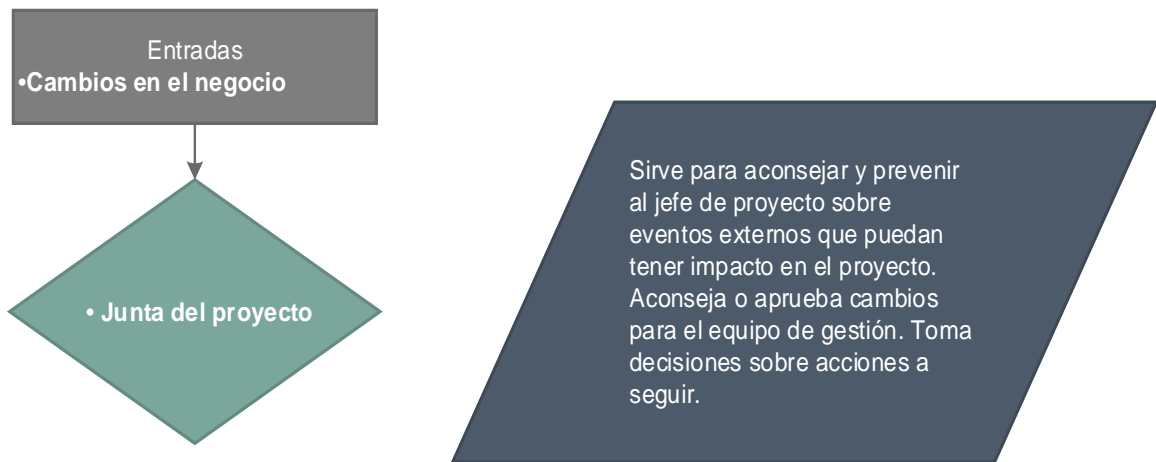 Entradas
•Cambios en el negocio
• Junta del proyecto
Sirve para aconsejar y prevenir
al jefe de proyecto sobre
eventos externos que puedan
tener impacto en el proyecto.
Aconseja o aprueba cambios
para el equipo de gestión. Toma
decisiones sobre acciones a
seguir.